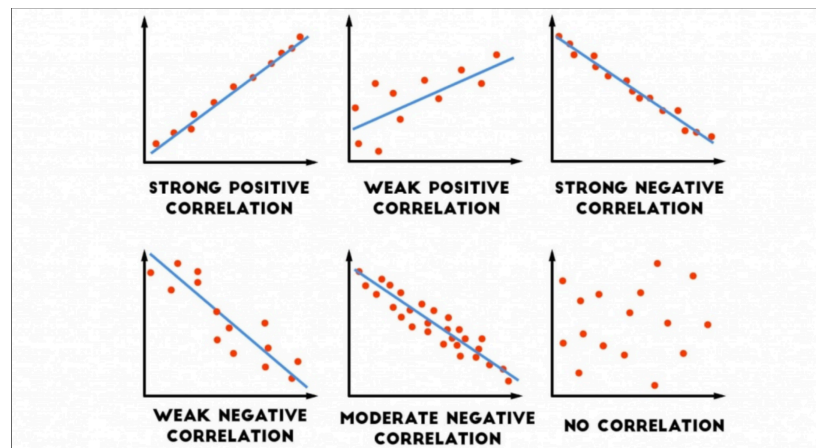 STRONG POSITIVE
CORRELATION
WEAK POSITIVE
CORRELATION
STRONG NEGATIVE
CORRELATION
WEAK NEGATIVE
CORRELATION
MODERATE NEGATIVE
CORRELATION
NO CORRELATION